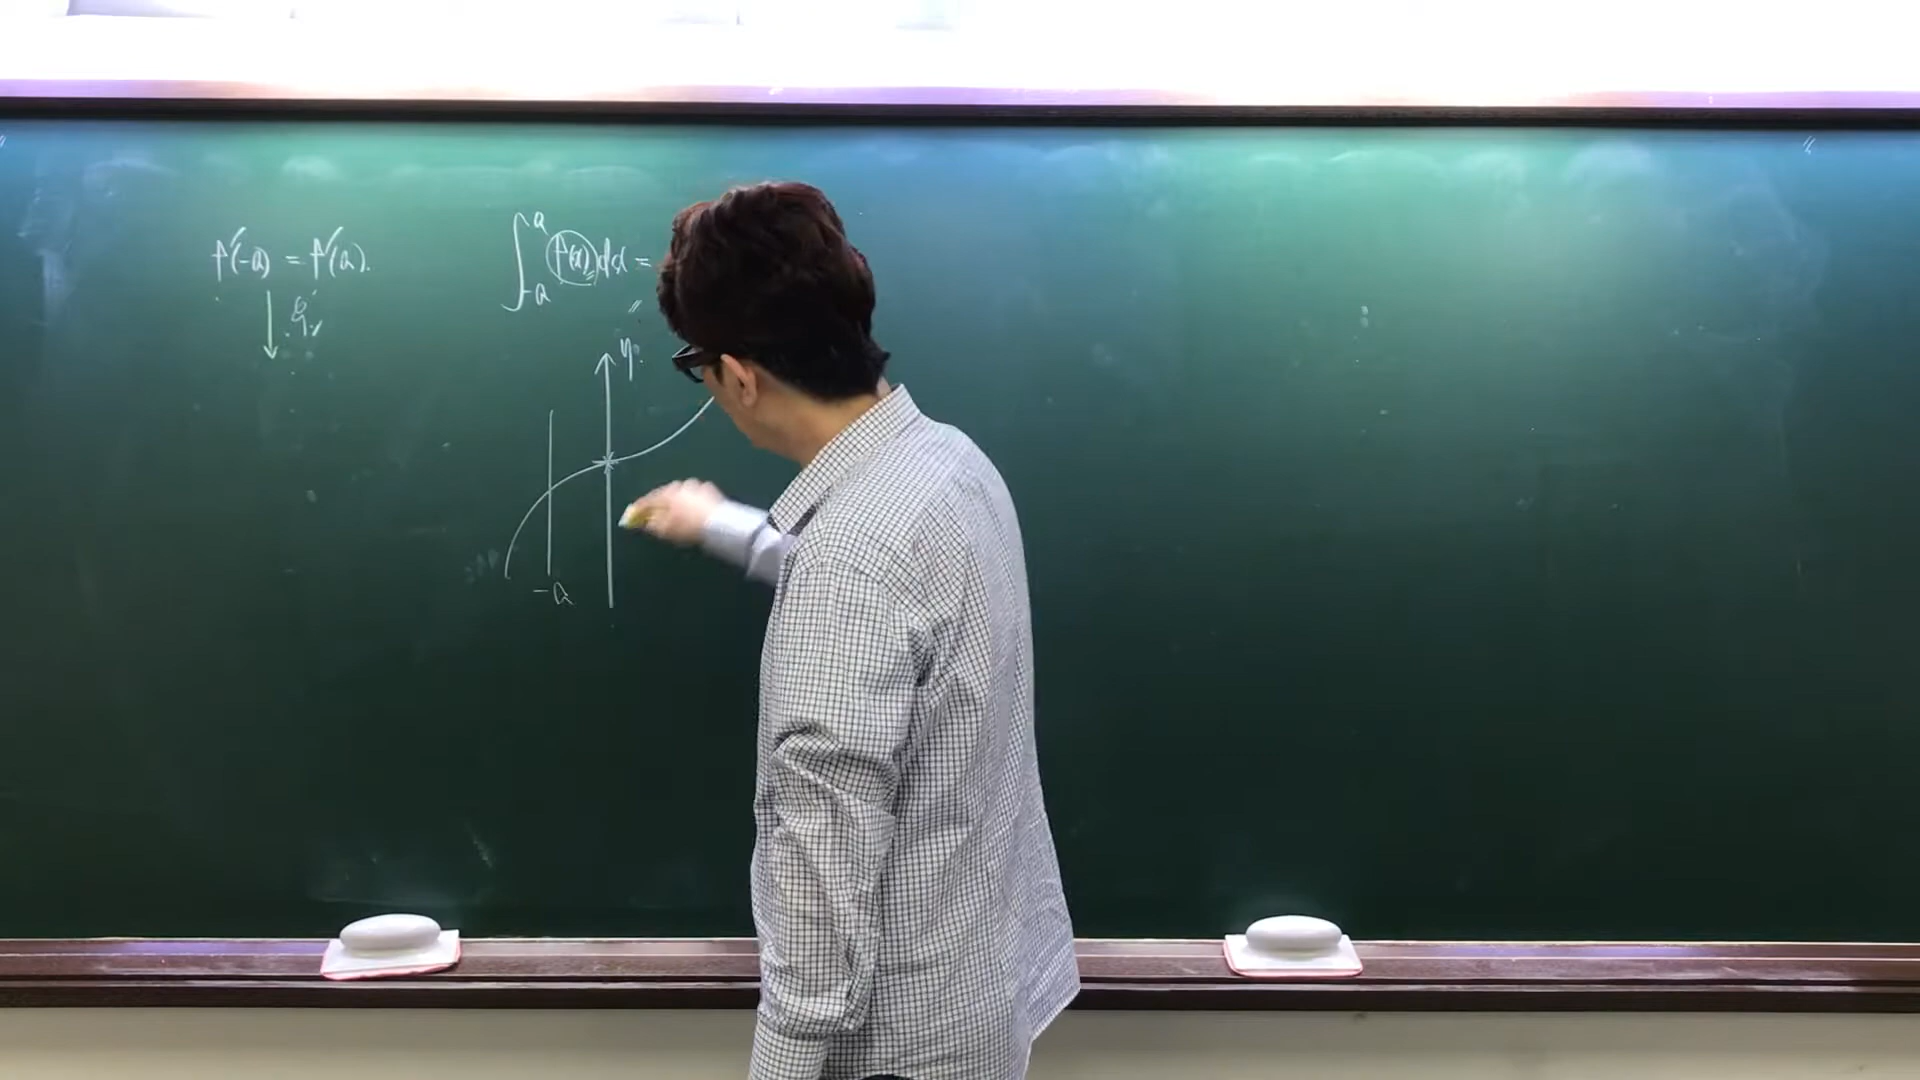 f'(-a) = f'(a).
∫_{-a}^{a} f(x) dx =
y
-a